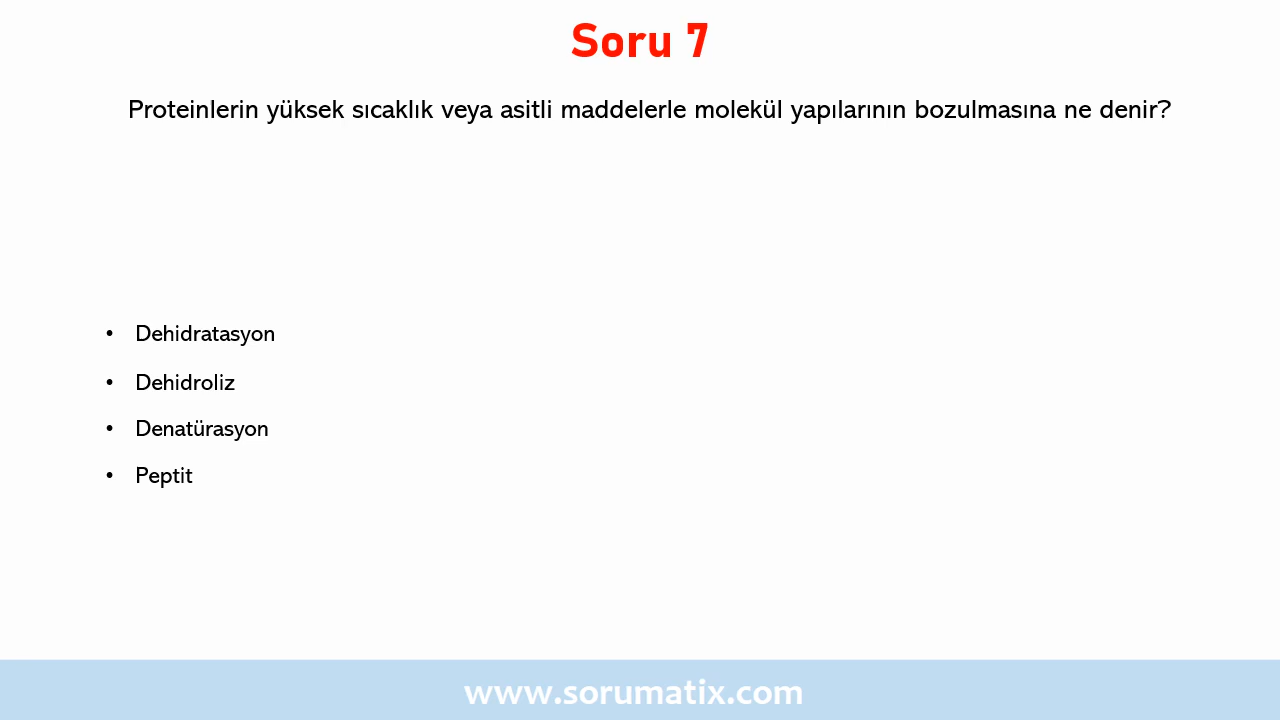 Soru 7
Proteinlerin yüksek sıcaklık veya asitli maddelerle molekül yapılarının bozulmasına ne denir?
• Dehidratasyon
• Dehidroliz
• Denatürasyon
• Peptit
www.sorumatix.com